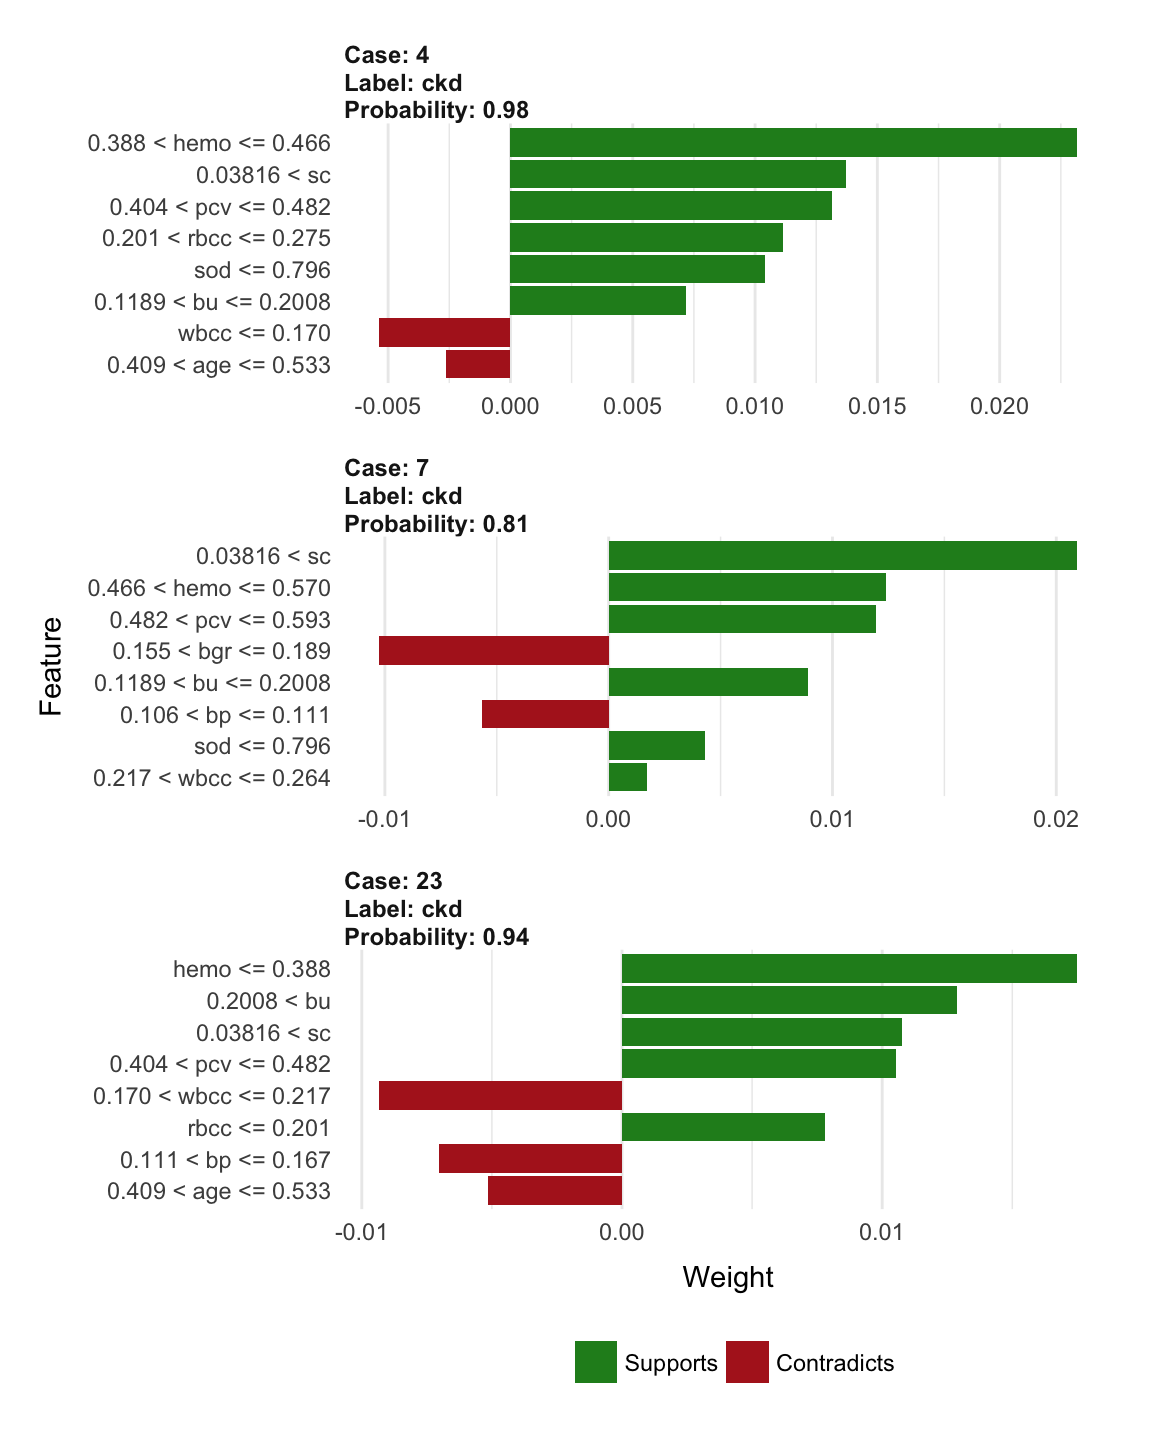 Case: 4
Label: ckd
Probability: 0.98
0.388 < hemo <= 0.466
0.03816 < sc
0.404 < pcv <= 0.482
0.201 < rbcc <= 0.275
sod <= 0.796
0.1189 < bu <= 0.2008
wbcc <= 0.170
0.409 < age <= 0.533
-0.005 0.000 0.005 0.010 0.015 0.020
Case: 7
Label: ckd
Probability: 0.81
0.03816 < sc
0.466 < hemo <= 0.570
0.482 < pcv <= 0.593
0.155 < bgr <= 0.189
0.1189 < bu <= 0.2008
0.106 < bp <= 0.111
sod <= 0.796
0.217 < wbcc <= 0.264
-0.01 0.00 0.01 0.02
Feature
Case: 23
Label: ckd
Probability: 0.94
hemo <= 0.388
0.2008 < bu
0.03816 < sc
0.404 < pcv <= 0.482
0.170 < wbcc <= 0.217
rbcc <= 0.201
0.111 < bp <= 0.167
0.409 < age <= 0.533
-0.01 0.00 0.01
Weight
Supports Contradicts